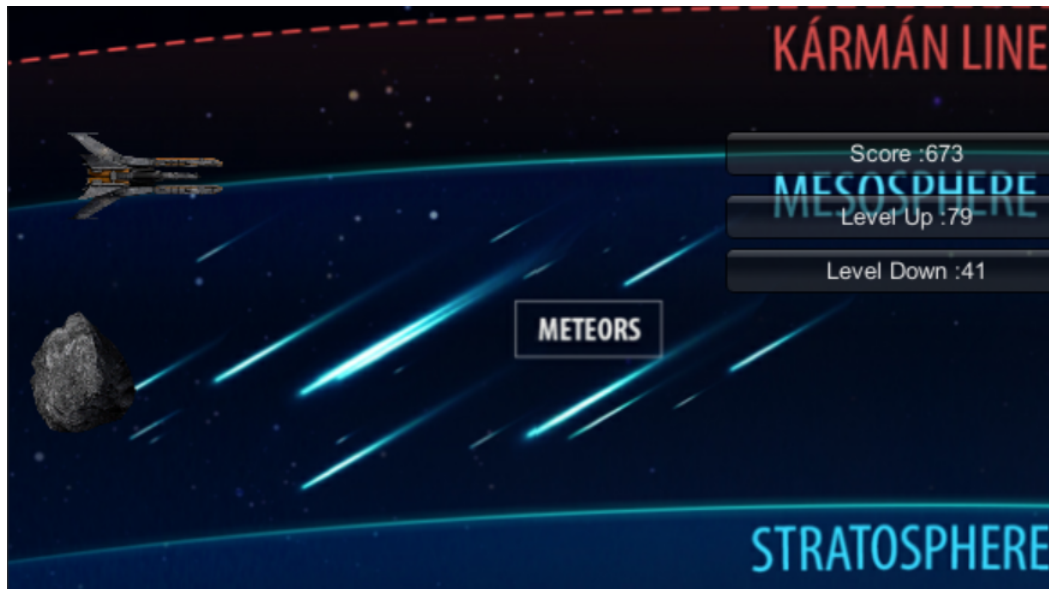 KÁRMÁN LINE
Score :673
MESOSPHERE
Level Up :79
Level Down :41
METEORS
STRATOSPHERE